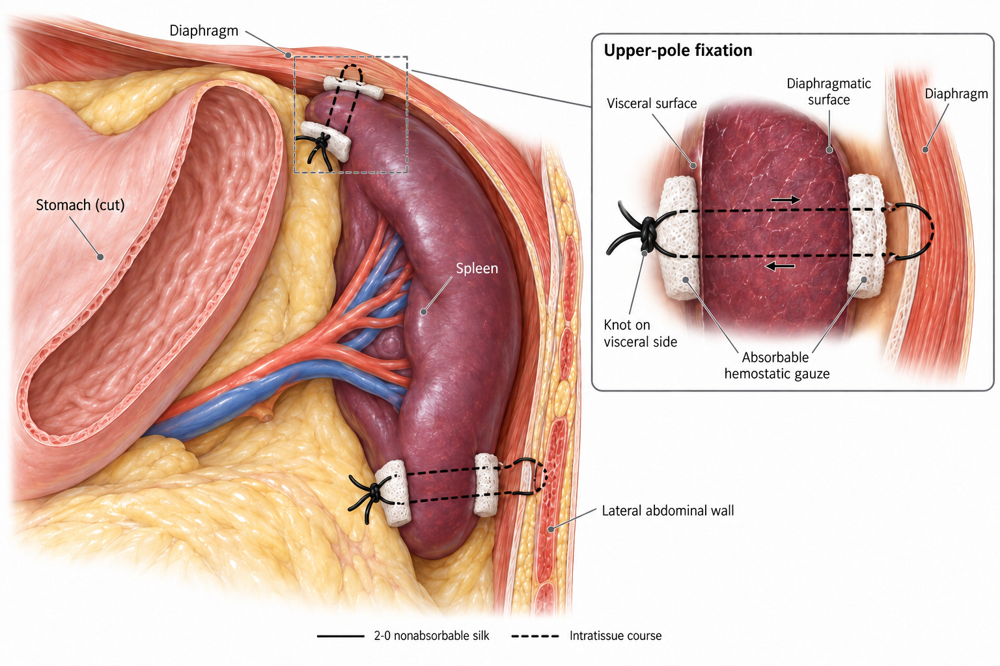 Diaphragm
Stomach (cut)
Spleen
Lateral abdominal wall
Upper-pole fixation
Visceral surface
Diaphragmatic
surface
Diaphragm
Knot on
visceral side
Absorbable
hemostatic gauze
2-0 nonabsorbable silk
Intratissue course